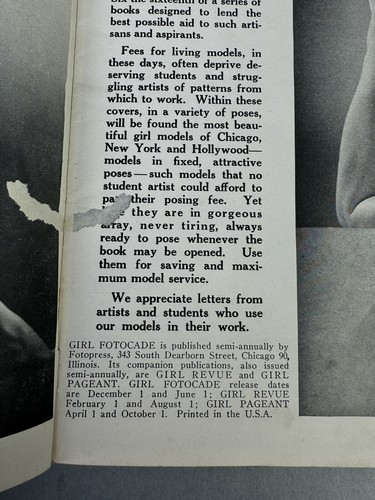 Six the sixteenth of a series of
books designed to lend the
best possible aid to such arti-
sans and aspirants.
Fees for living models, in
these days, often deprive de-
serving students and strug-
gling artists of patterns from
which to work. Within these
covers, in a variety of poses,
will be found the most beau-
tiful girl models of Chicago,
New York and Hollywood—
models in fixed, attractive
poses—such models that no
student artist could afford to
pay their posing fee. Yet
they are in gorgeous
array, never tiring, always
ready to pose whenever the
book may be opened. Use
them for saving and maxi-
mum model service.
We appreciate letters from
artists and students who use
our models in their work.
GIRL FOTOCADE is published semi-annually by
Fotopress, 343 South Dearborn Street, Chicago 90,
Illinois. Its companion publications, also issued
semi-annually, are GIRL REVUE and GIRL
PAGEANT. GIRL FOTOCADE release dates
are December 1 and June 1; GIRL REVUE
February 1 and August 1; GIRL PAGEANT
April 1 and October 1. Printed in the U.S.A.